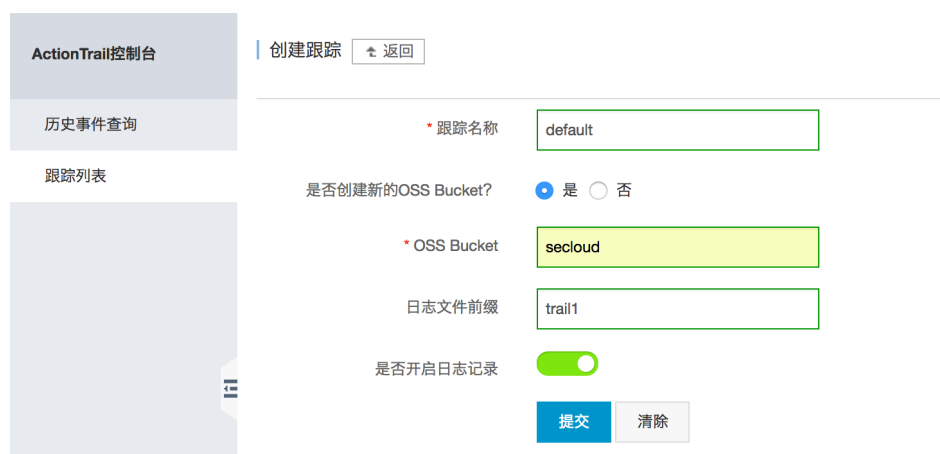 ActionTrail控制台
历史事件查询
跟踪列表
创建跟踪 返回
* 跟踪名称 default
是否创建新的OSS Bucket? 是 否
* OSS Bucket secloud
日志文件前缀 trail1
是否开启日志记录
提交 清除